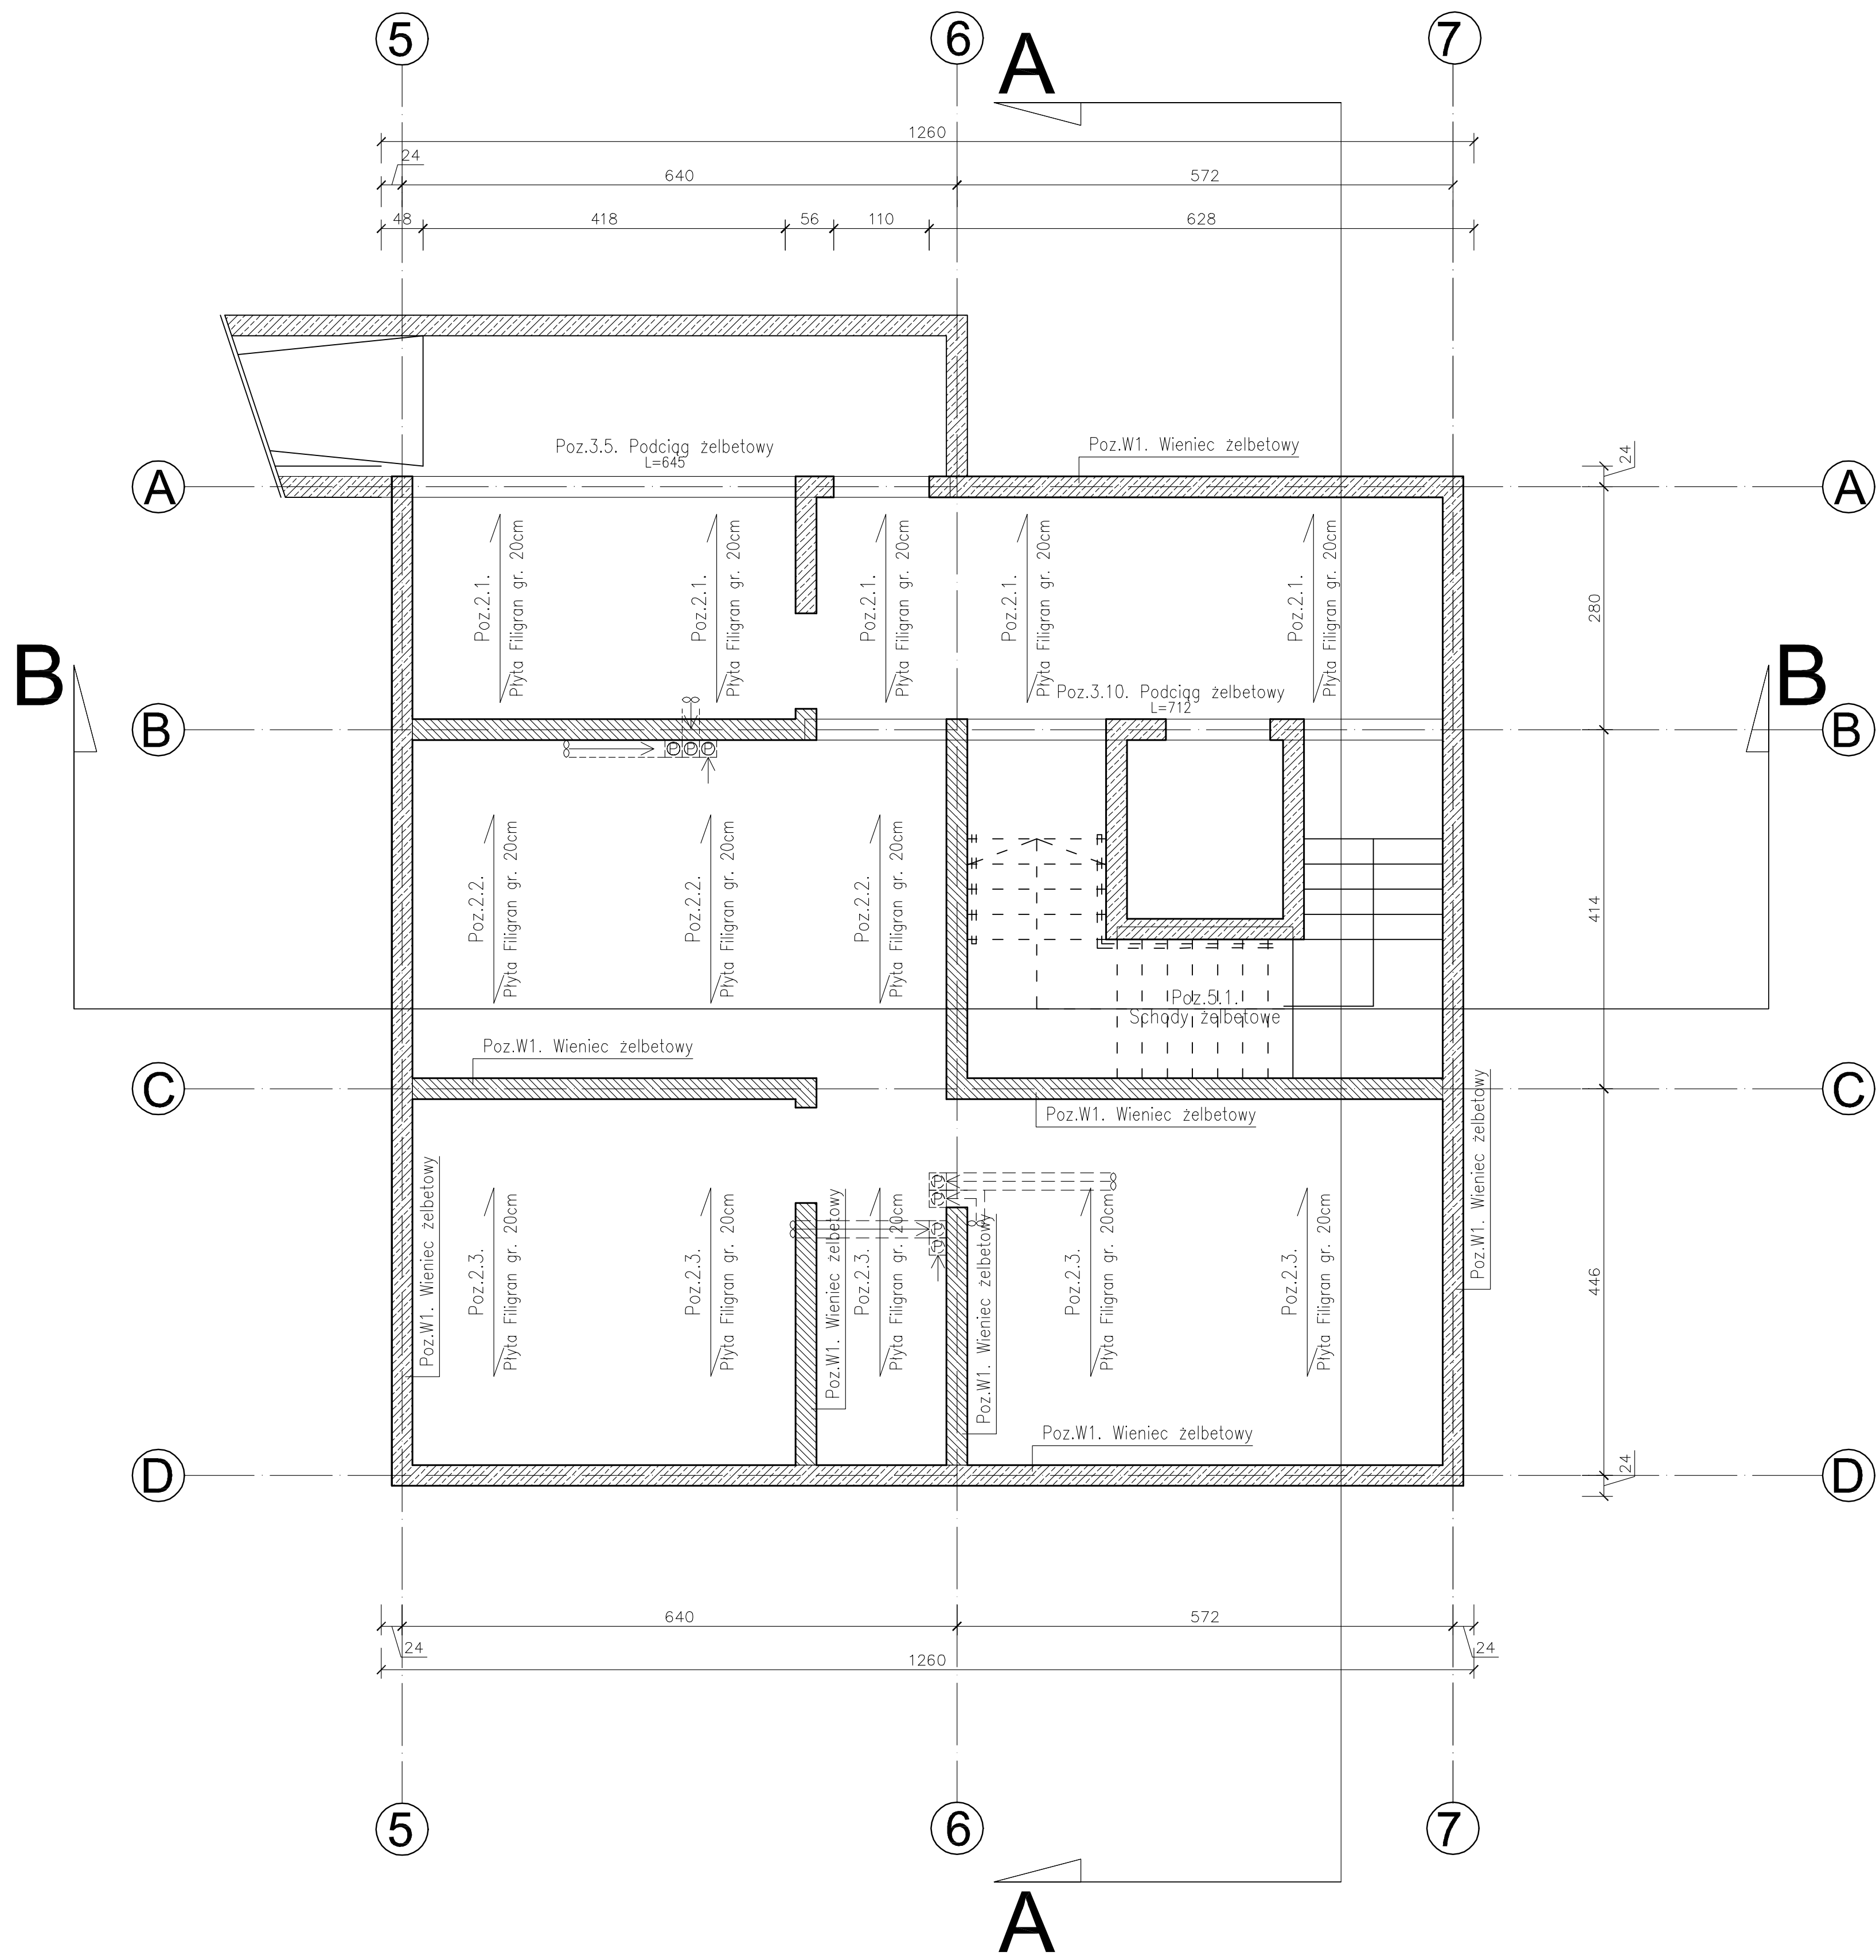 5
6
7
A
1260
24
640
572
48
418
56
110
628
Poz.3.5. Podciąg żelbetowy
L=645
Poz.W1. Wieniec żelbetowy
24
A
A
Poz.2.1.
Płyta Filigran gr. 20cm
Poz.2.1.
Płyta Filigran gr. 20cm
Poz.2.1.
Płyta Filigran gr. 20cm
Poz.2.1.
Płyta Filigran gr. 20cm
Poz.2.1.
Płyta Filigran gr. 20cm
280
B
B
Poz.3.10. Podciąg żelbetowy
L=712
B
B
P
P
P
Poz.2.2.
Płyta Filigran gr. 20cm
Poz.2.2.
Płyta Filigran gr. 20cm
Poz.2.2.
Płyta Filigran gr. 20cm
414
Poz.5.1.
Schody żelbetowe
Poz.W1. Wieniec żelbetowy
C
C
Poz.W1. Wieniec żelbetowy
Poz.W1. Wieniec żelbetowy
Poz.W1. Wieniec żelbetowy
Poz.2.3.
Płyta Filigran gr. 20cm
Poz.2.3.
Płyta Filigran gr. 20cm
Poz.W1. Wieniec żelbetowy
Poz.2.3.
Płyta Filigran gr. 20cm
P
P
P
P
Poz.W1. Wieniec żelbetowy
Poz.2.3.
Płyta Filigran gr. 20cm
Poz.2.3.
Płyta Filigran gr. 20cm
446
Poz.W1. Wieniec żelbetowy
24
D
D
640
572
24
24
1260
5
6
7
A